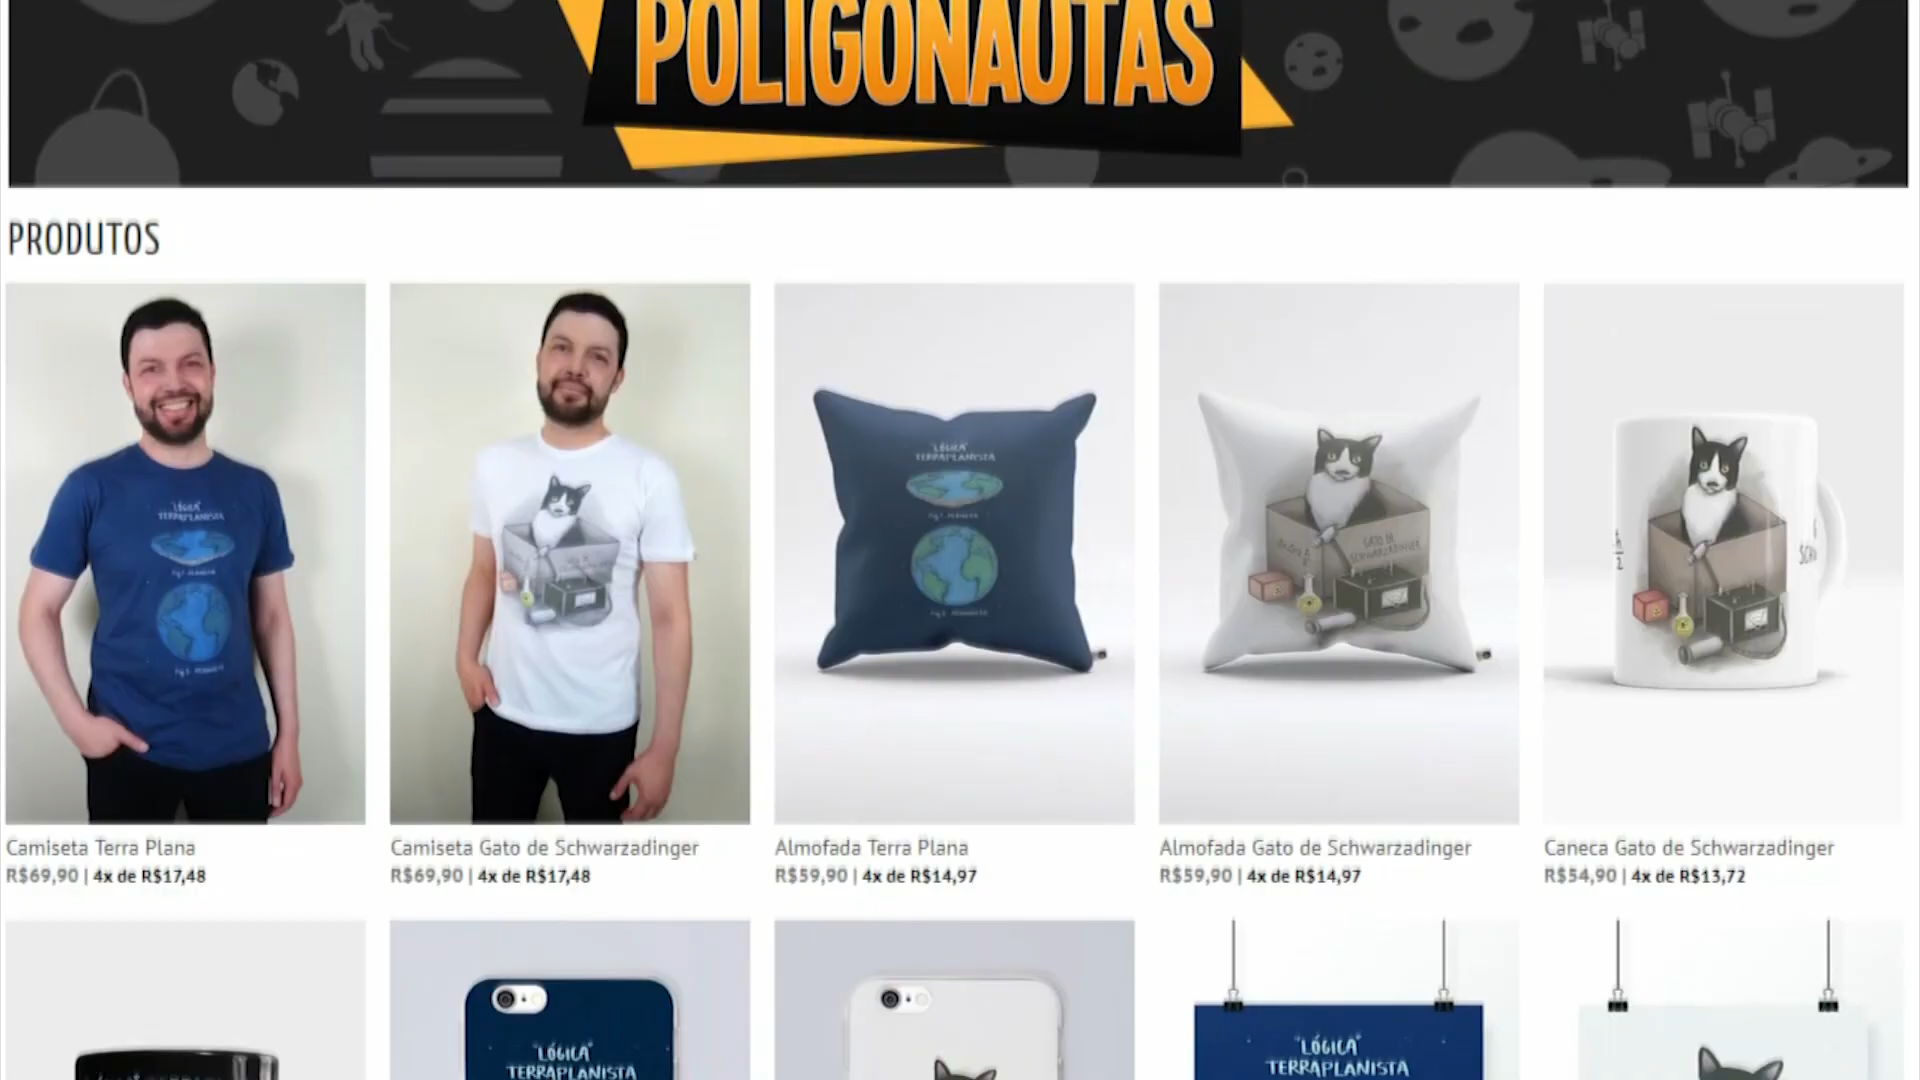 POLIGONAUTAS
PRODUTOS
"LÓGICA"
TERRAPLANISTA
"LÓGICA"
TERRAPLANISTA
GATO DE
SCHWARZADINGER
Camiseta Terra Plana
R$69,90 | 4x de R$17,48
Camiseta Gato de Schwarzadinger
R$69,90 | 4x de R$17,48
Almofada Terra Plana
R$59,90 | 4x de R$14,97
Almofada Gato de Schwarzadinger
R$59,90 | 4x de R$14,97
Caneca Gato de Schwarzadinger
R$54,90 | 4x de R$13,72
"LÓGICA"
TERRAPLANISTA
"LÓGICA"
TERRAPLANISTA